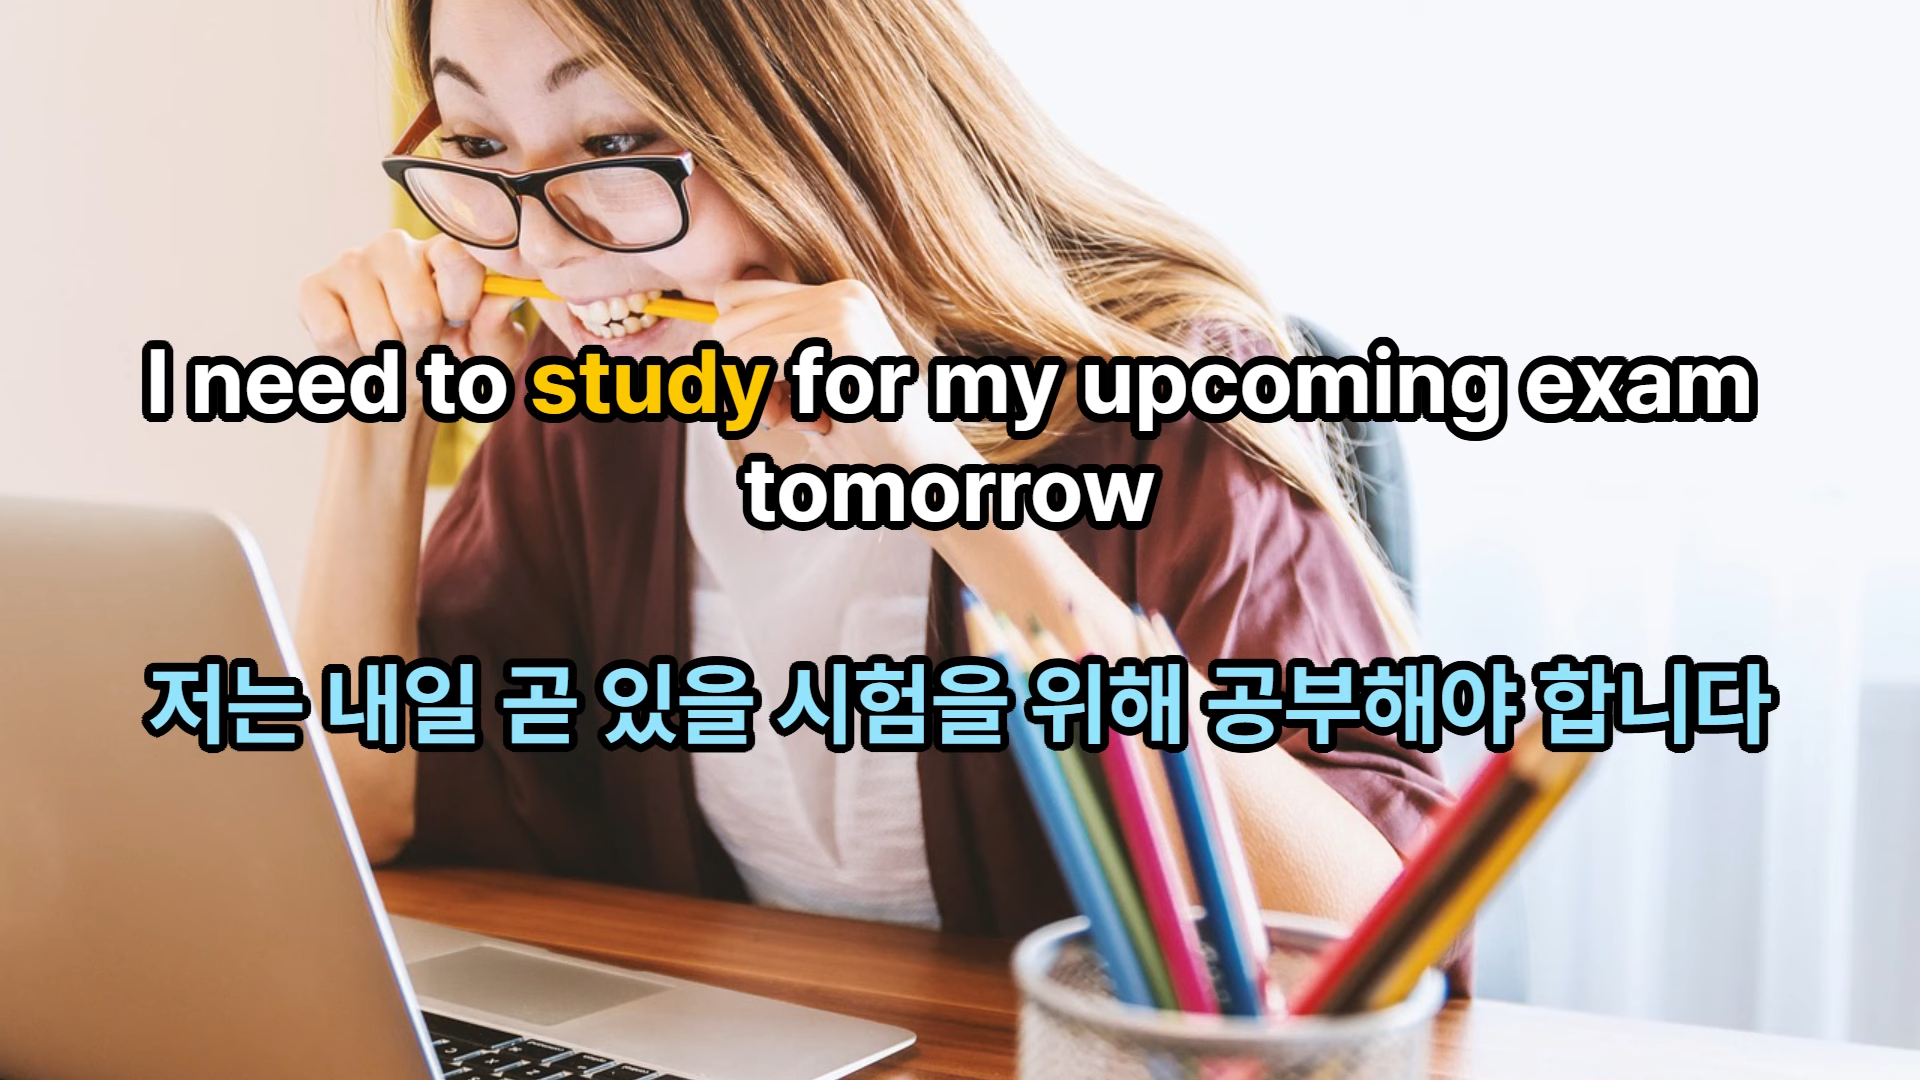 I need to study for my upcoming exam
tomorrow
저는 내일 곧 있을 시험을 위해 공부해야 합니다